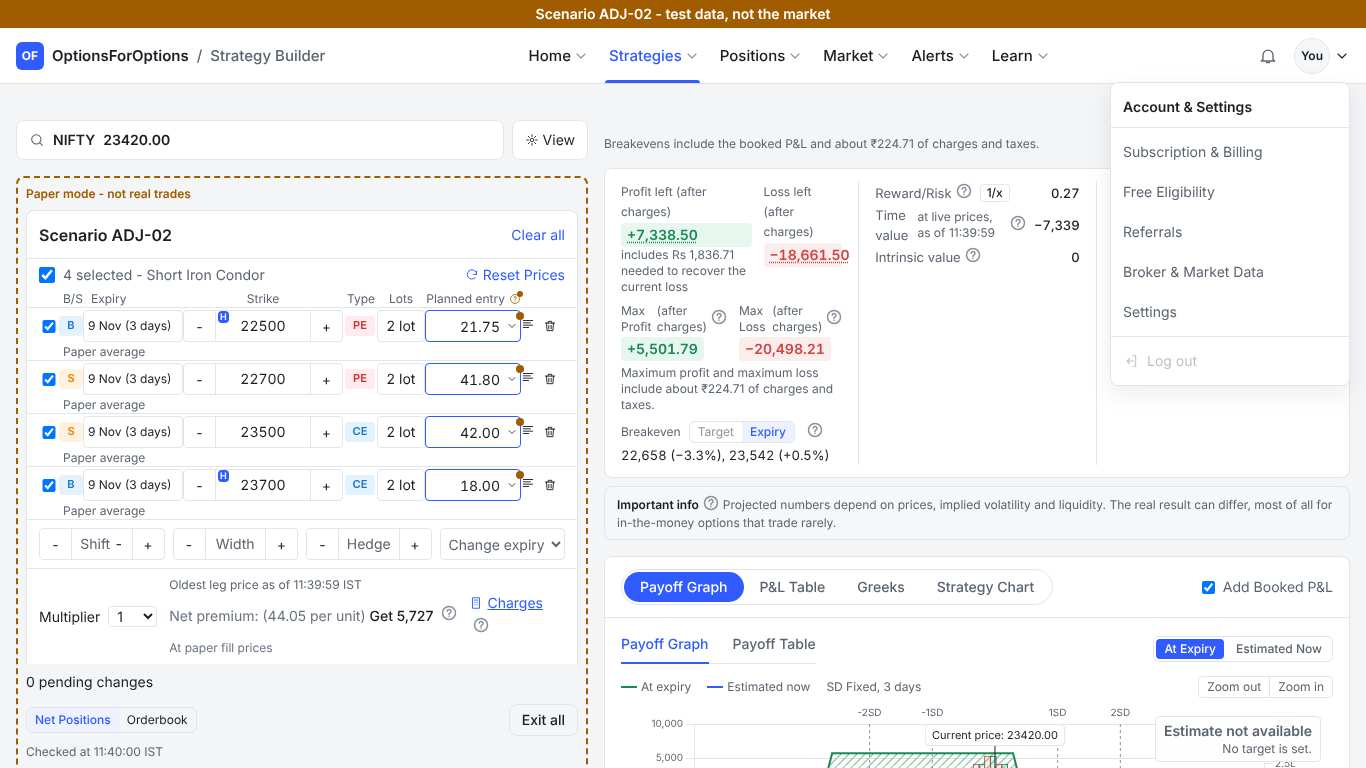 Scenario ADJ-02 - test data, not the market
OF OptionsForOptions / Strategy Builder
Home Strategies Positions Market Alerts Learn
You
Account & Settings
Subscription & Billing
Free Eligibility
Referrals
Broker & Market Data
Settings
Log out
NIFTY 23420.00
View
Paper mode - not real trades
Scenario ADJ-02 Clear all
4 selected - Short Iron Condor Reset Prices
B/S Expiry Strike Type Lots Planned entry
B 9 Nov (3 days) - H 22500 + PE 2 lot 21.75
Paper average
S 9 Nov (3 days) - 22700 + PE 2 lot 41.80
Paper average
S 9 Nov (3 days) - 23500 + CE 2 lot 42.00
Paper average
B 9 Nov (3 days) - H 23700 + CE 2 lot 18.00
Paper average
- Shift - + - Width + - Hedge + Change expiry
Oldest leg price as of 11:39:59 IST
Multiplier 1 Net premium: (44.05 per unit) Get 5,727 Charges
At paper fill prices
0 pending changes
Net Positions Orderbook Exit all
Checked at 11:40:00 IST
Breakevens include the booked P&L and about ₹224.71 of charges and taxes.
Profit left (after charges)
+7,338.50
includes Rs 1,836.71 needed to recover the current loss
Loss left (after charges)
−18,661.50
Max Profit (after charges)
+5,501.79
Max Loss (after charges)
−20,498.21
Maximum profit and maximum loss include about ₹224.71 of charges and taxes.
Breakeven Target Expiry
22,658 (−3.3%), 23,542 (+0.5%)
Reward/Risk 1/x 0.27
Time value at live prices, as of 11:39:59 −7,339
Intrinsic value 0
Important info Projected numbers depend on prices, implied volatility and liquidity. The real result can differ, most of all for
in-the-money options that trade rarely.
Payoff Graph P&L Table Greeks Strategy Chart
Add Booked P&L
Payoff Graph Payoff Table
At Expiry Estimated Now
At expiry Estimated now SD Fixed, 3 days
Zoom out Zoom in
-2SD -1SD 1SD 2SD
10,000
Current price: 23420.00
Estimate not available
No target is set.
5,000